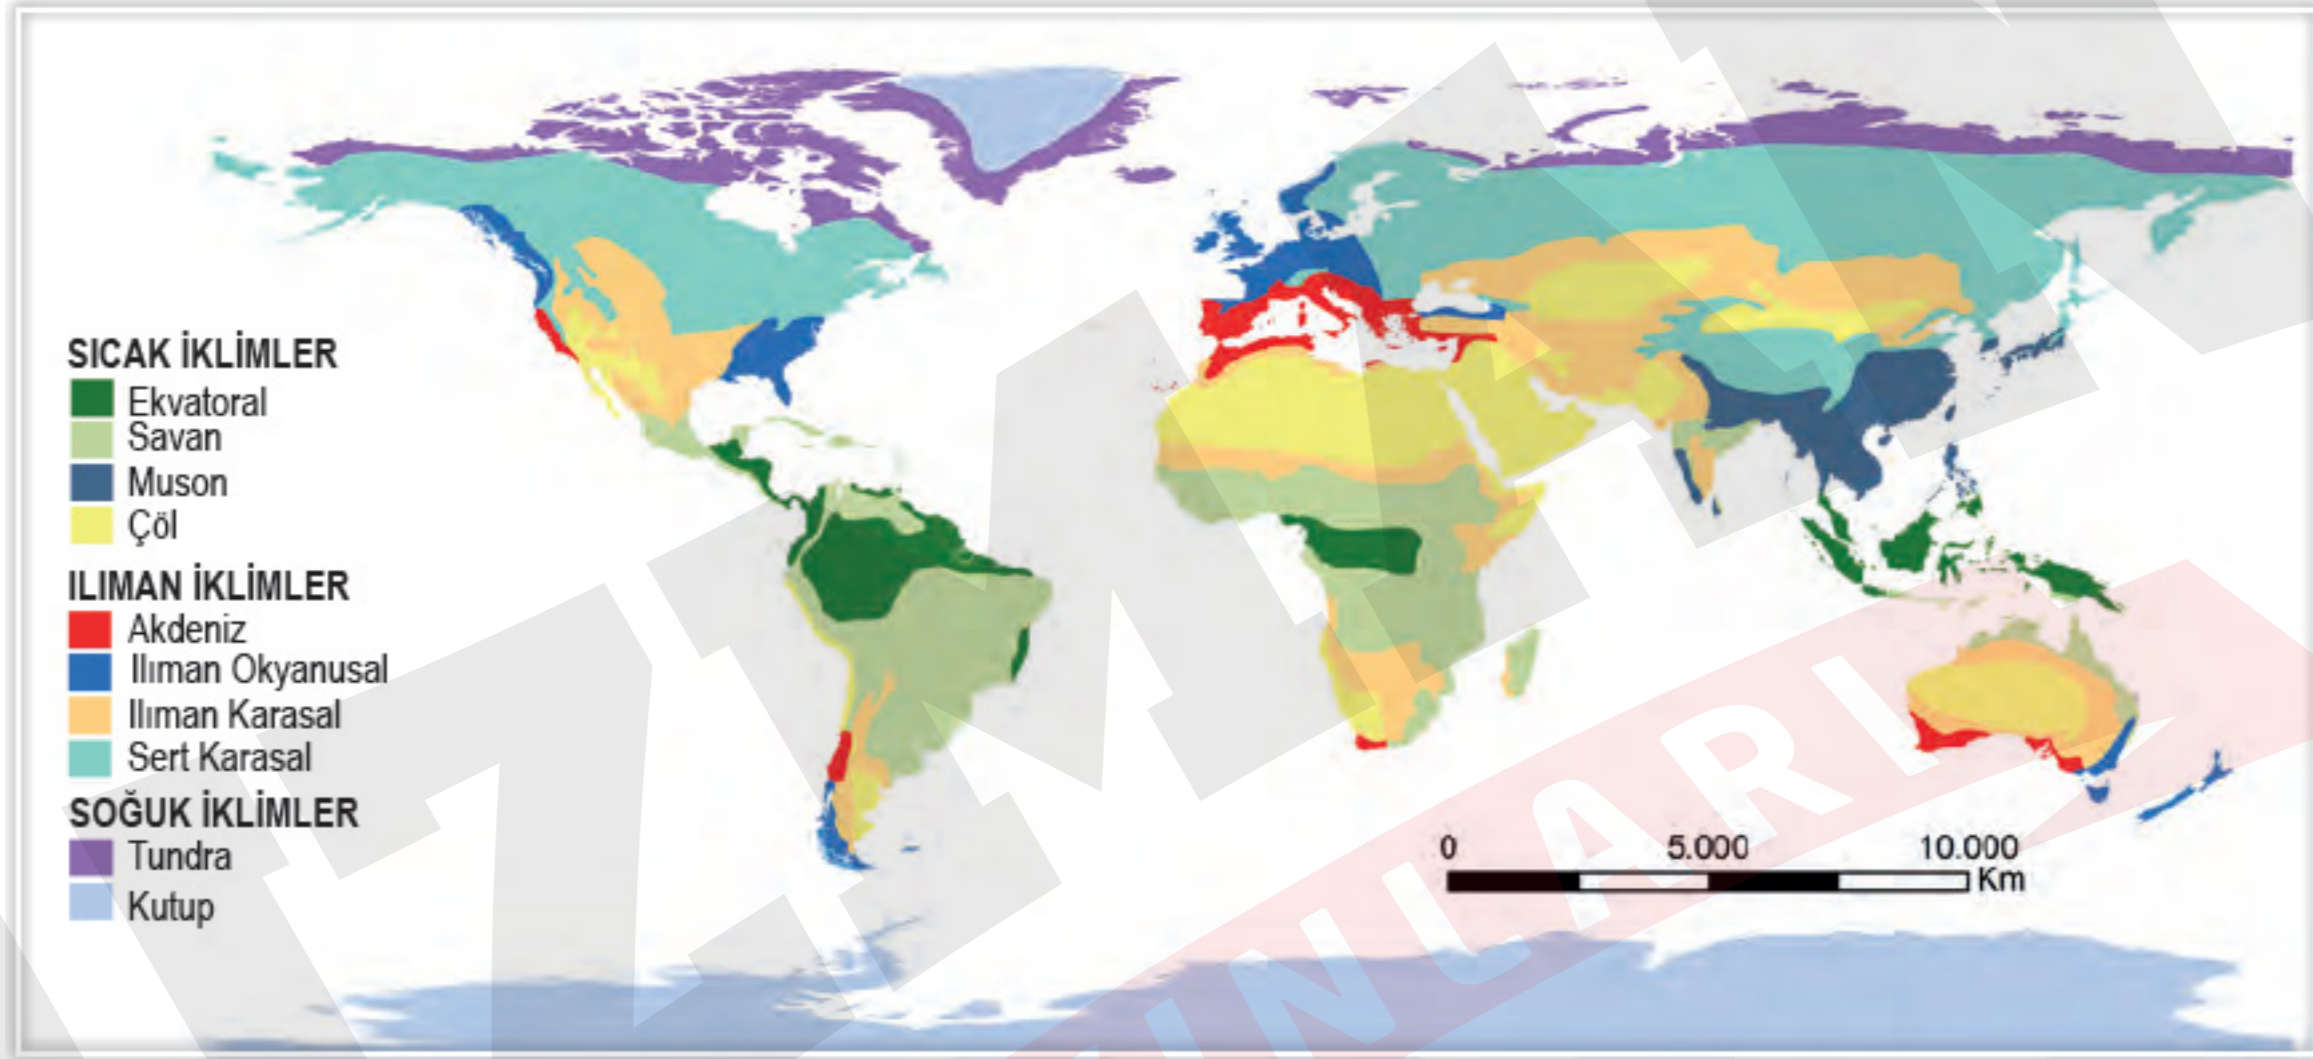 SICAK İKLİMLER
Ekvatoral
Savan
Muson
Çöl
ILIMAN İKLİMLER
Akdeniz
Ilıman Okyanusal
Ilıman Karasal
Sert Karasal
SOĞUK İKLİMLER
Tundra
Kutup
0 5.000 10.000
Km